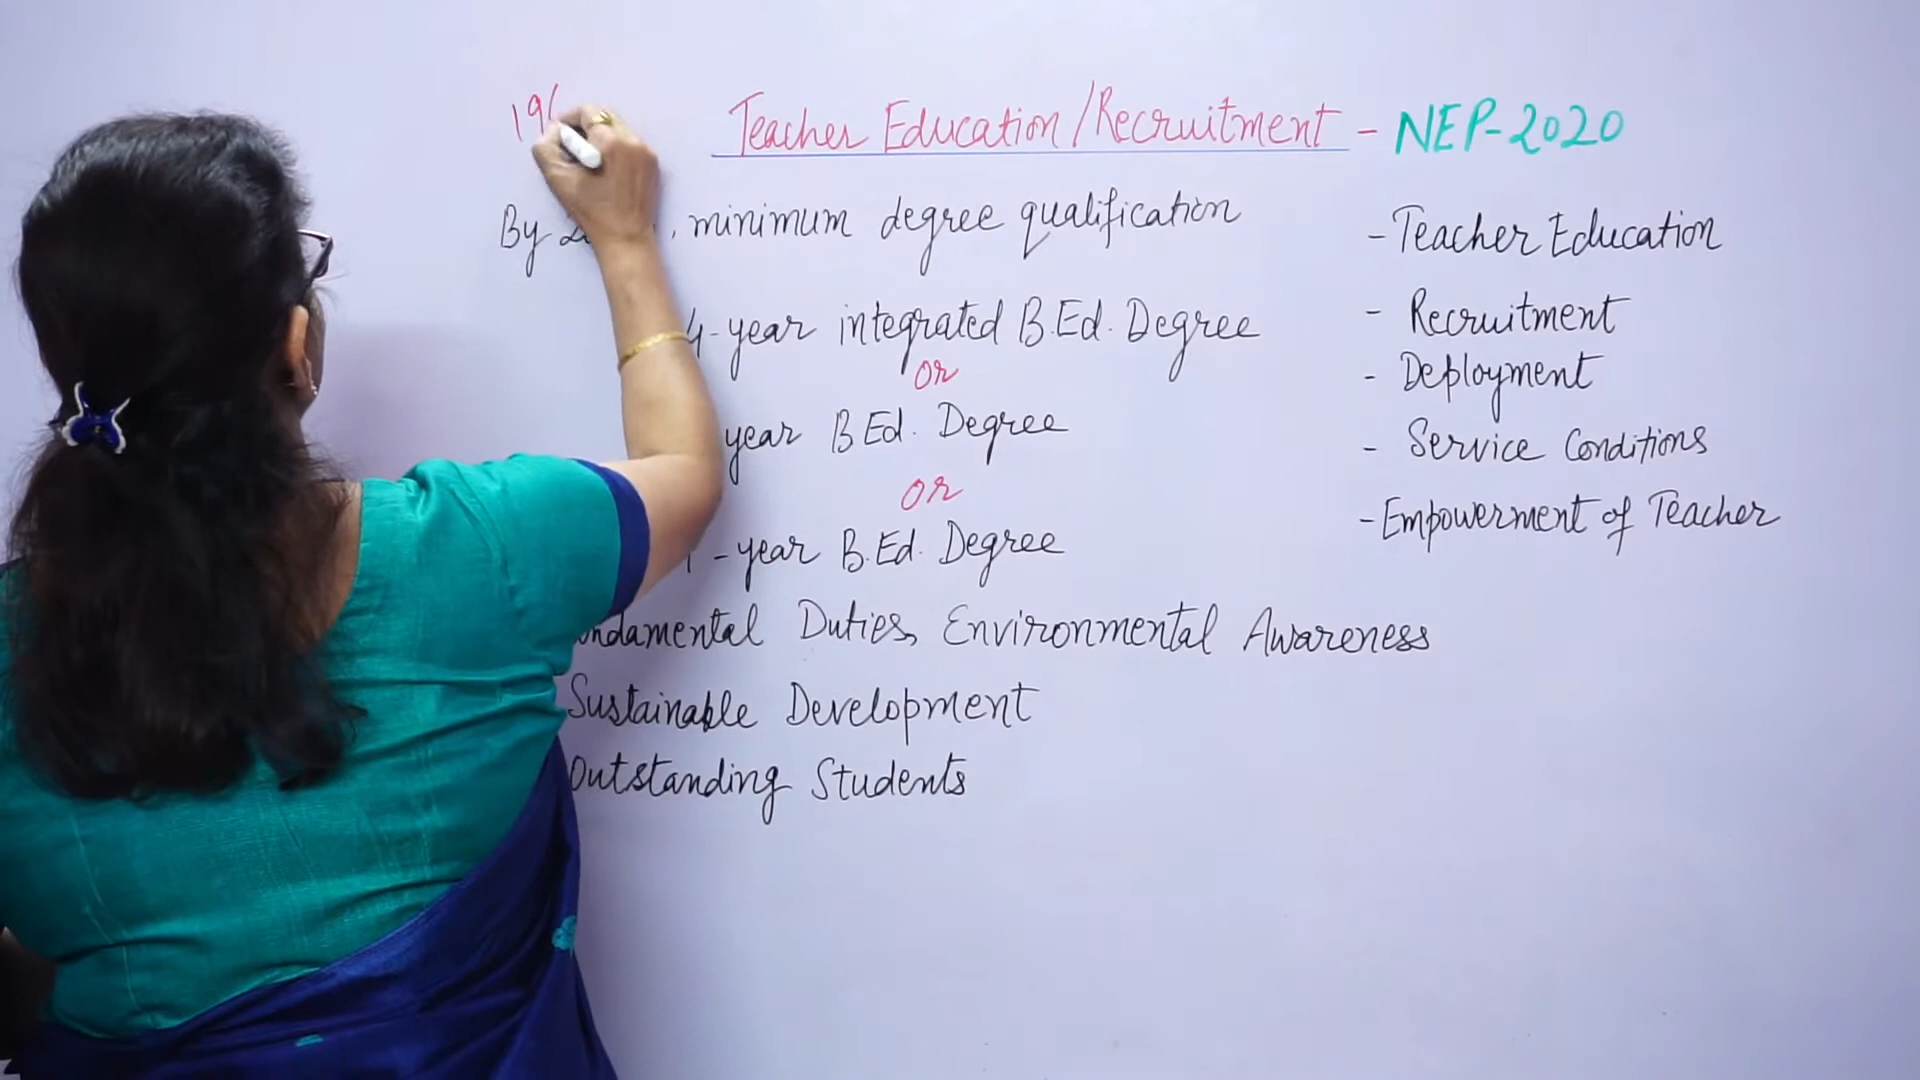 Teacher Education/Recruitment - NEP-2020
By minimum degree qualification
4-year integrated B.Ed. Degree
or
year B Ed. Degree
or
1-year B.Ed. Degree
Duties, Environmental Awareness
Sustainable Development
Outstanding Students
- Teacher Education
- Recruitment
- Deployment
- Service Conditions
- Empowerment of Teacher